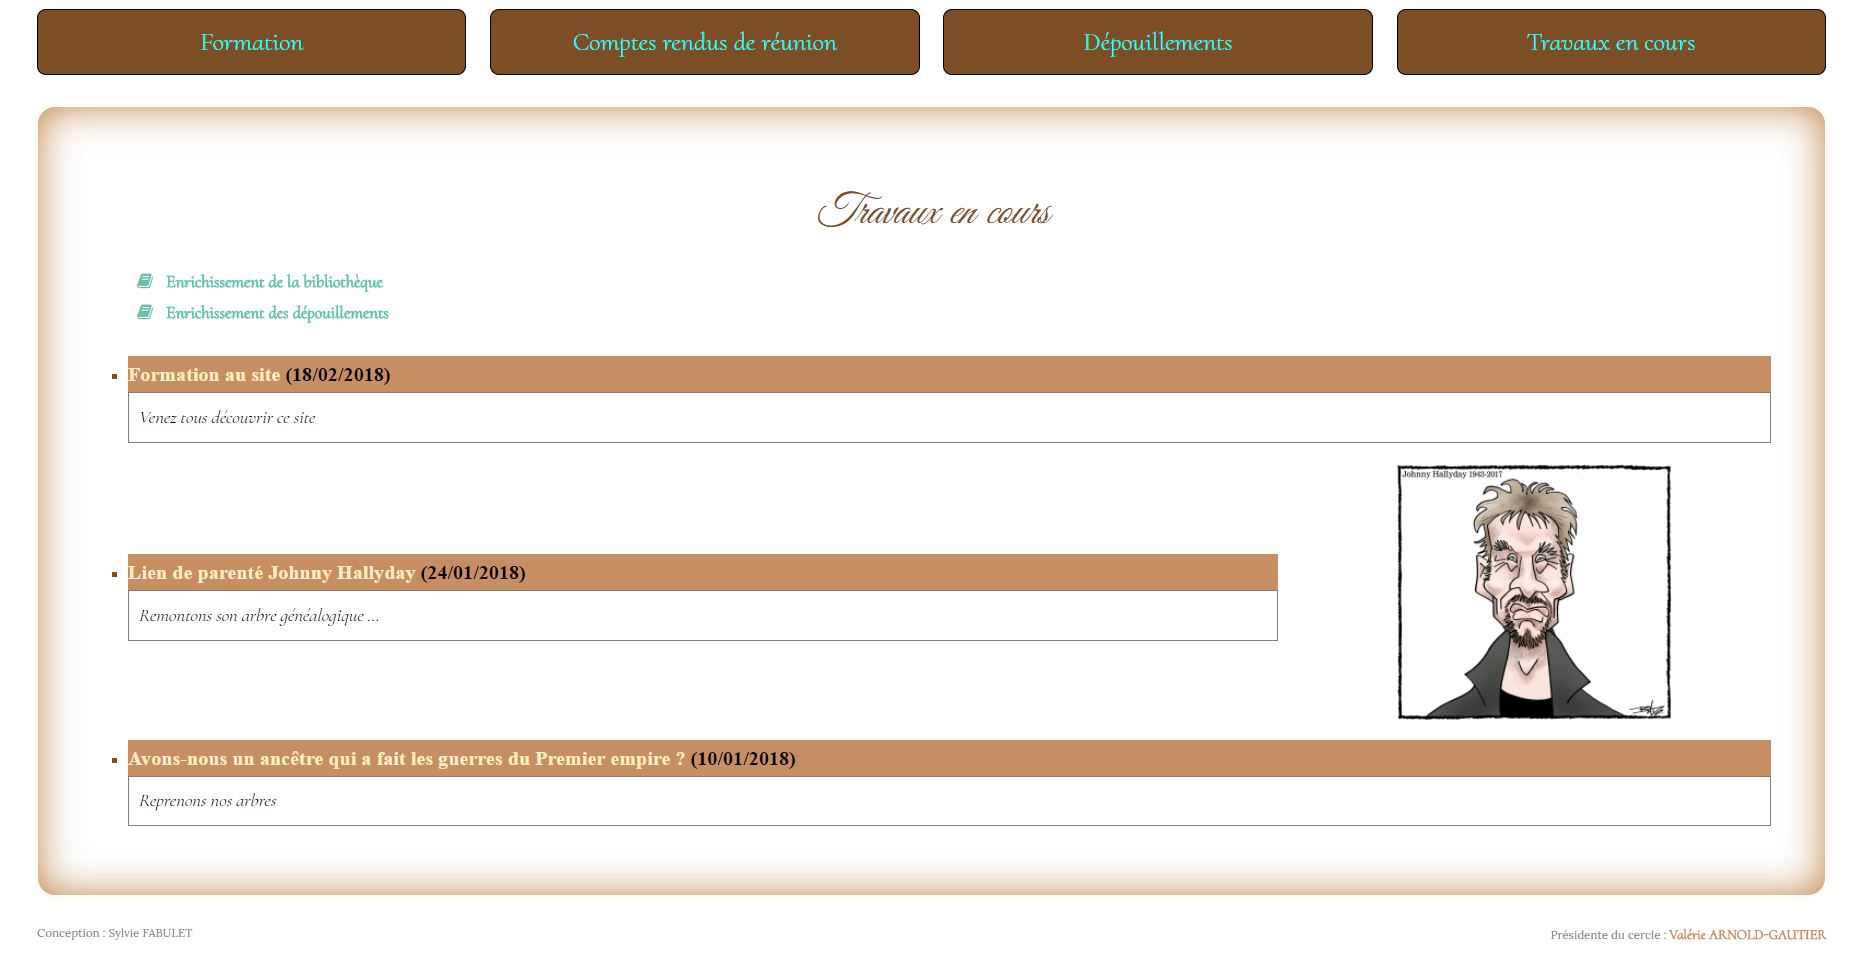 Formation
Comptes rendus de réunion
Dépouillements
Travaux en cours
Travaux en cours
Enrichissement de la bibliothèque
Enrichissement des dépouillements
Formation au site (18/02/2018)
Venez tous découvrir ce site
Johnny Hallyday 1943-2017
Lien de parenté Johnny Hallyday (24/01/2018)
Remontons son arbre généalogique ...
Avons-nous un ancêtre qui a fait les guerres du Premier empire ? (10/01/2018)
Reprenons nos arbres
Conception : Sylvie FABULET
Présidente du cercle : Valérie ARNOLD-GAUTIER